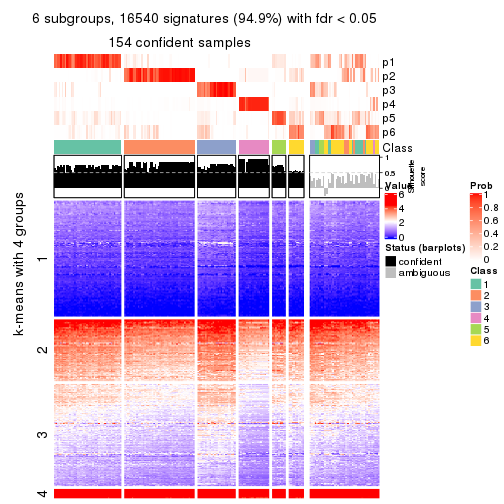 6 subgroups, 16540 signatures (94.9%) with fdr < 0.05
154 confident samples
p1
p2
p3
p4
p5
p6
Class
1
0.5
0
Silhouette
score
k-means with 4 groups
1
2
3
4
Value
6
4
2
0
Status (barplots)
confident
ambiguous
Prob
1
0.8
0.6
0.4
0.2
0
Class
1
2
3
4
5
6